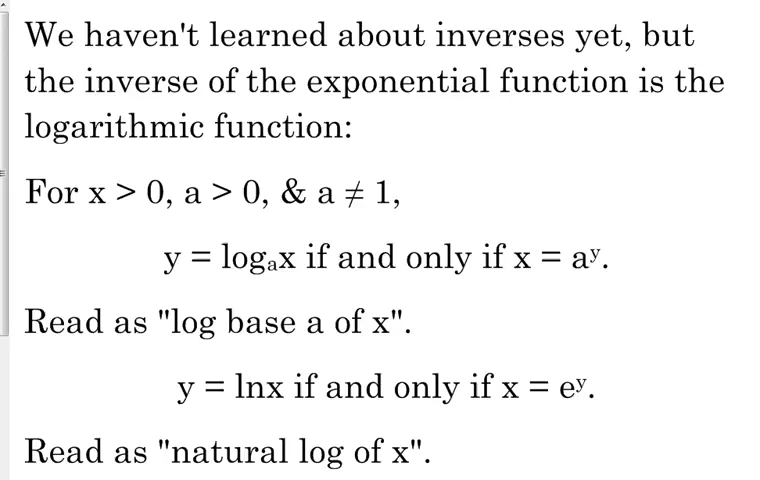 We haven't learned about inverses yet, but
the inverse of the exponential function is the
logarithmic function:
For x > 0, a > 0, & a ≠ 1,
y = logₐx if and only if x = aʸ.
Read as "log base a of x".
y = lnx if and only if x = eʸ.
Read as "natural log of x".